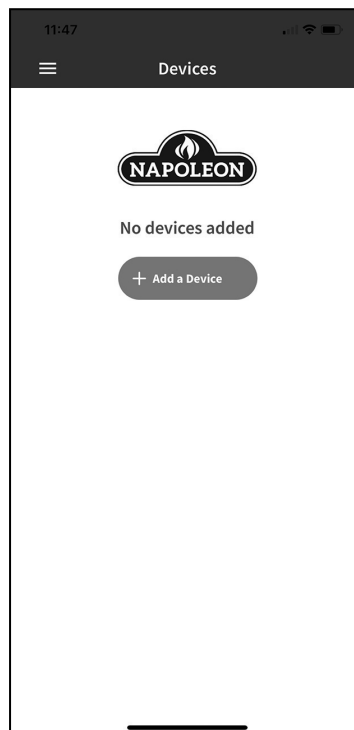 11:47
Devices
NAPOLEON
No devices added
+ Add a Device